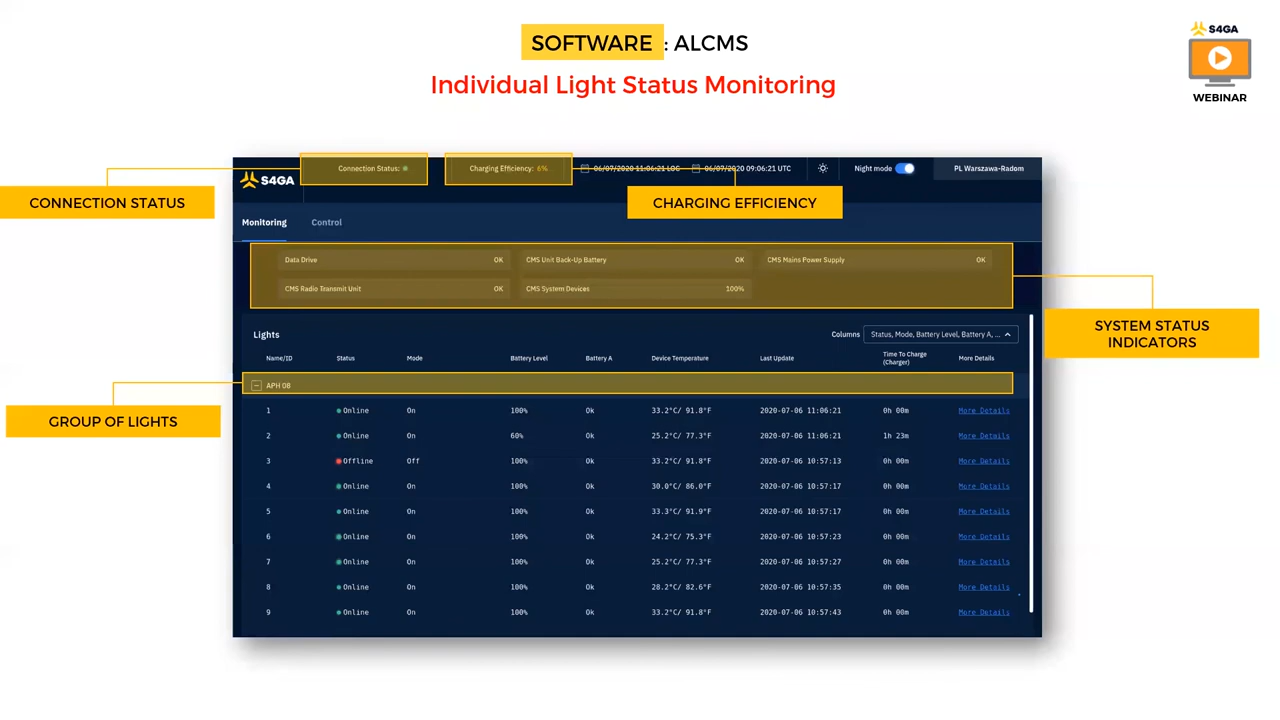 SOFTWARE : ALCMS
Individual Light Status Monitoring
S4GA
WEBINAR
Connection Status:
Charging Efficiency: 6%
06/07/2020 11:06:21 LOC
06/07/2020 09:06:21 UTC
Night mode
PL Warszawa-Radom
S4GA
CONNECTION STATUS
CHARGING EFFICIENCY
Monitoring Control
Data Drive OK
CMS Unit Back-Up Battery OK
CMS Mains Power Supply OK
CMS Radio Transmit Unit OK
CMS System Devices 100%
SYSTEM STATUS
INDICATORS
Lights
Columns Status, Mode, Battery Level, Battery A, ...
Name/ID Status Mode Battery Level Battery A Device Temperature Last Update Time To Charge (Charger) More Details
APH 08
GROUP OF LIGHTS
1 Online On 100% Ok 33.2°C/ 91.8°F 2020-07-06 11:06:21 0h 00m More Details
2 Online On 60% Ok 25.2°C/ 77.3°F 2020-07-06 11:06:21 1h 23m More Details
3 Offline Off 100% Ok 33.2°C/ 91.8°F 2020-07-06 10:57:13 0h 00m More Details
4 Online On 100% Ok 30.0°C/ 86.0°F 2020-07-06 10:57:17 0h 00m More Details
5 Online On 100% Ok 33.3°C/ 91.9°F 2020-07-06 10:57:17 0h 00m More Details
6 Online On 100% Ok 24.2°C/ 75.3°F 2020-07-06 10:57:23 0h 00m More Details
7 Online On 100% Ok 25.2°C/ 77.3°F 2020-07-06 10:57:27 0h 00m More Details
8 Online On 100% Ok 28.2°C/ 82.6°F 2020-07-06 10:57:35 0h 00m More Details
9 Online On 100% Ok 33.2°C/ 91.8°F 2020-07-06 10:57:43 0h 00m More Details